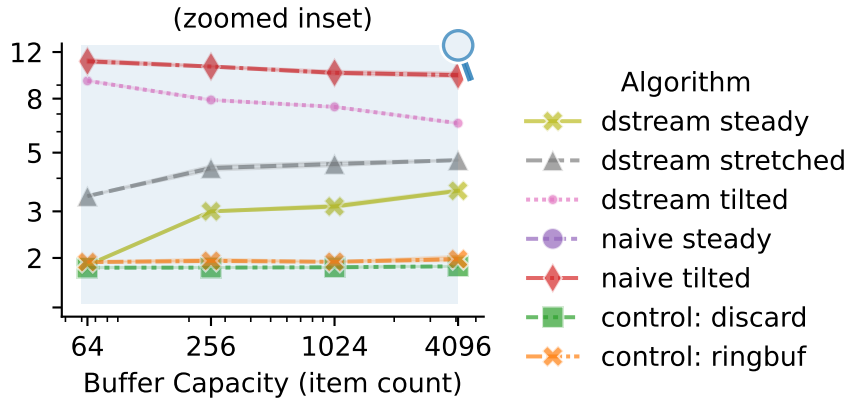 (zoomed inset)
12
8
5
3
2
64 256 1024 4096
Buffer Capacity (item count)
Algorithm
dstream steady
dstream stretched
dstream tilted
naive steady
naive tilted
control: discard
control: ringbuf